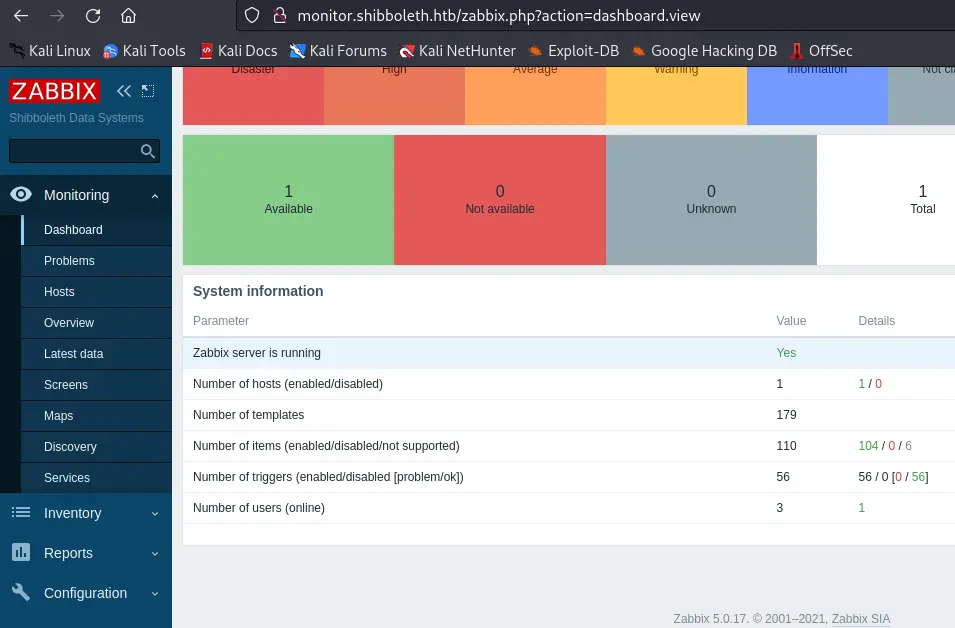 monitor.shibboleth.htb/zabbix.php?action=dashboard.view
Kali Linux Kali Tools Kali Docs Kali Forums Kali NetHunter Exploit-DB Google Hacking DB OffSec
ZABBIX
Shibboleth Data Systems
Monitoring
Dashboard
Problems
Hosts
Overview
Latest data
Screens
Maps
Discovery
Services
Inventory
Reports
Configuration
Disaster High Average Warning Information Not cl
1 0 0 1
Available Not available Unknown Total
System information
Parameter Value Details
Zabbix server is running Yes
Number of hosts (enabled/disabled) 1 1 / 0
Number of templates 179
Number of items (enabled/disabled/not supported) 110 104 / 0 / 6
Number of triggers (enabled/disabled [problem/ok]) 56 56 / 0 [0 / 56]
Number of users (online) 3 1
Zabbix 5.0.17. © 2001–2021, Zabbix SIA